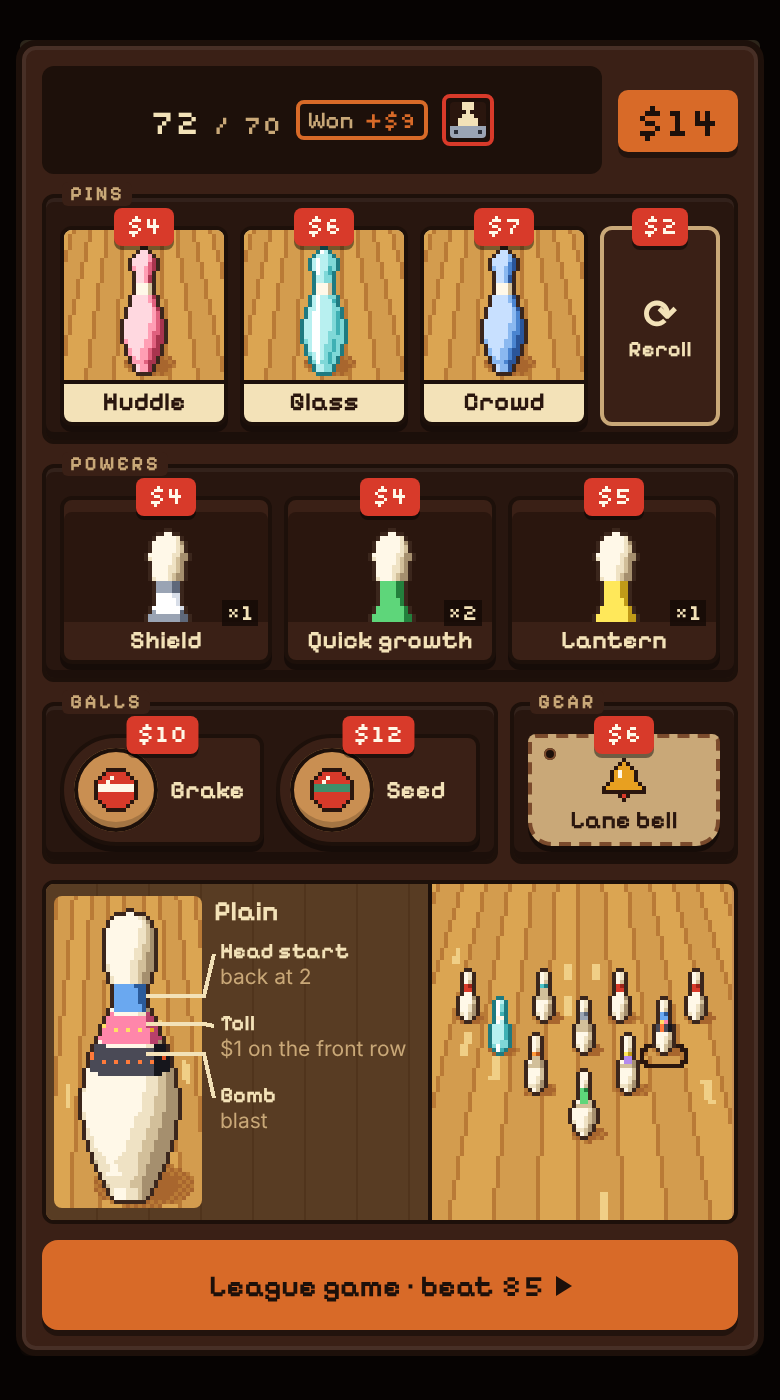 72 / 70 Won +$9 $14
PINS
$4 $6 $7 $2
Huddle Glass Crowd Reroll
POWERS
$4 $4 $5
×1 ×2 ×1
Shield Quick growth Lantern
BALLS GEAR
$10 $12 $6
Brake Seed Lane bell
Plain
Head start
back at 2
Toll
$1 on the front row
Bomb
blast
League game · beat 85